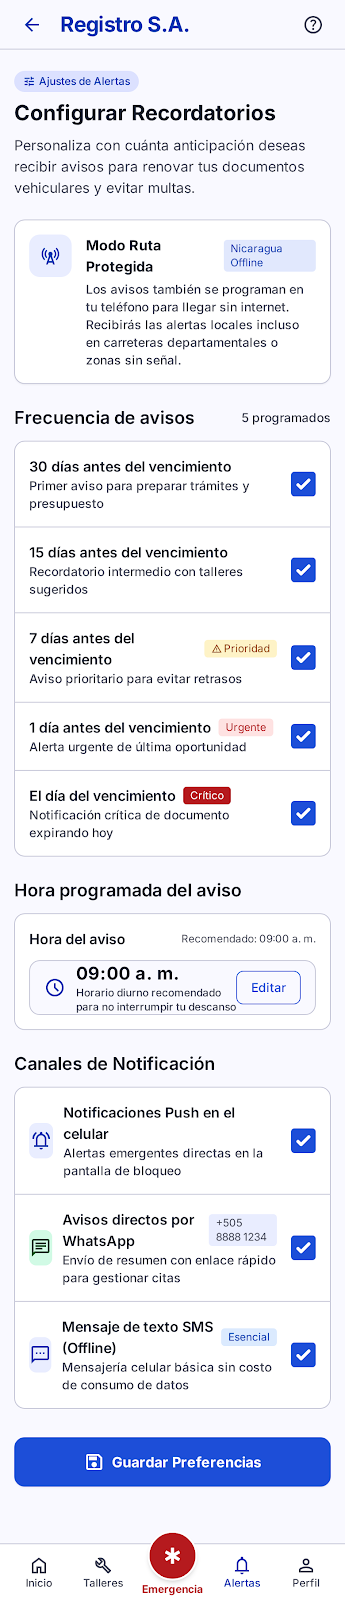 Registro S.A.
Ajustes de Alertas
Configurar Recordatorios
Personaliza con cuánta anticipación deseas
recibir avisos para renovar tus documentos
vehiculares y evitar multas.
Modo Ruta
Protegida
Nicaragua
Offline
Los avisos también se programan en
tu teléfono para llegar sin internet.
Recibirás las alertas locales incluso
en carreteras departamentales o
zonas sin señal.
Frecuencia de avisos
5 programados
30 días antes del vencimiento
Primer aviso para preparar trámites y
presupuesto
15 días antes del vencimiento
Recordatorio intermedio con talleres
sugeridos
7 días antes del
vencimiento
Prioridad
Aviso prioritario para evitar retrasos
1 día antes del vencimiento
Urgente
Alerta urgente de última oportunidad
El día del vencimiento
Crítico
Notificación crítica de documento
expirando hoy
Hora programada del aviso
Hora del aviso
Recomendado: 09:00 a. m.
09:00 a. m.
Horario diurno recomendado
para no interrumpir tu descanso
Editar
Canales de Notificación
Notificaciones Push en el
celular
Alertas emergentes directas en la
pantalla de bloqueo
Avisos directos por
WhatsApp
+505
8888 1234
Envío de resumen con enlace rápido
para gestionar citas
Mensaje de texto SMS
(Offline)
Esencial
Mensajería celular básica sin costo
de consumo de datos
Guardar Preferencias
Inicio
Talleres
Emergencia
Alertas
Perfil